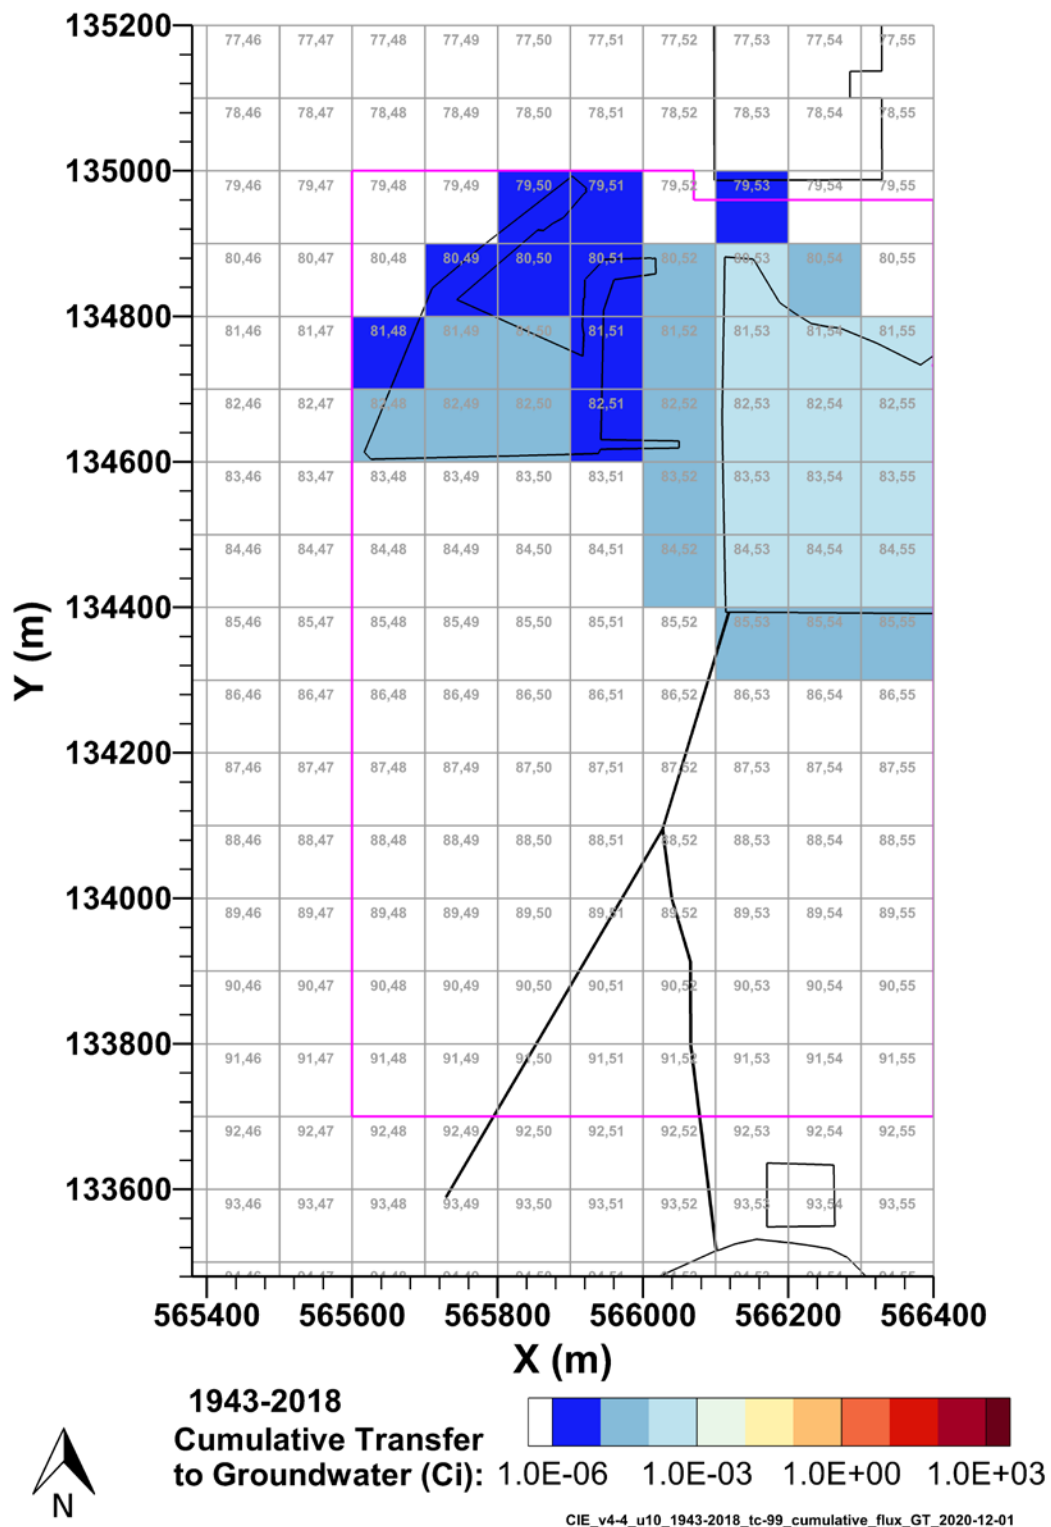 135200
77,46 77,47 77,48 77,49 77,50 77,51 77,52 77,53 77,54 77,55
78,46 78,47 78,48 78,49 78,50 78,51 78,52 78,53 78,54 78,55
135000
79,46 79,47 79,48 79,49 79,50 79,51 79,52 79,53 79,54 79,55
80,46 80,47 80,48 80,49 80,50 80,51 80,52 80,53 80,54 80,55
134800
81,46 81,47 81,48 81,49 81,50 81,51 81,52 81,53 81,54 81,55
82,46 82,47 82,48 82,49 82,50 82,51 82,52 82,53 82,54 82,55
134600
83,46 83,47 83,48 83,49 83,50 83,51 83,52 83,53 83,54 83,55
84,46 84,47 84,48 84,49 84,50 84,51 84,52 84,53 84,54 84,55
134400
85,46 85,47 85,48 85,49 85,50 85,51 85,52 85,53 85,54 85,55
Y (m)
86,46 86,47 86,48 86,49 86,50 86,51 86,52 86,53 86,54 86,55
134200
87,46 87,47 87,48 87,49 87,50 87,51 87,52 87,53 87,54 87,55
88,46 88,47 88,48 88,49 88,50 88,51 88,52 88,53 88,54 88,55
134000
89,46 89,47 89,48 89,49 89,50 89,51 89,52 89,53 89,54 89,55
90,46 90,47 90,48 90,49 90,50 90,51 90,52 90,53 90,54 90,55
133800
91,46 91,47 91,48 91,49 91,50 91,51 91,52 91,53 91,54 91,55
92,46 92,47 92,48 92,49 92,50 92,51 92,52 92,53 92,54 92,55
133600
93,46 93,47 93,48 93,49 93,50 93,51 93,52 93,53 93,54 93,55
565400 565600 565800 566000 566200 566400
X (m)
1943-2018
Cumulative Transfer
to Groundwater (Ci):
1.0E-06 1.0E-03 1.0E+00 1.0E+03
N
CIE_v4-4_u10_1943-2018_tc-99_cumulative_flux_GT_2020-12-01